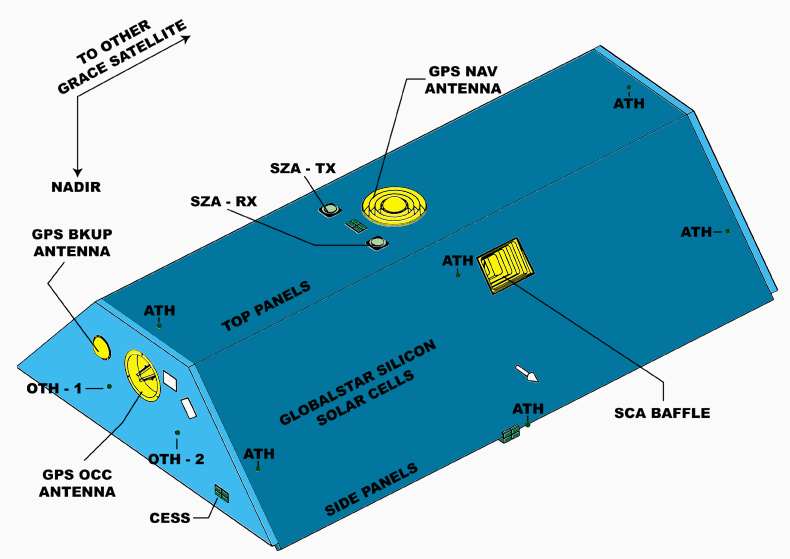 TO OTHER
GRACE SATELLITE
NADIR
GPS NAV
ANTENNA
ATH
SZA - TX
SZA - RX
GPS BKUP
ANTENNA
ATH
ATH
ATH
TOP PANELS
OTH - 1
GLOBALSTAR SILICON
SOLAR CELLS
ATH
SCA BAFFLE
OTH - 2
ATH
GPS OCC
ANTENNA
SIDE PANELS
CESS